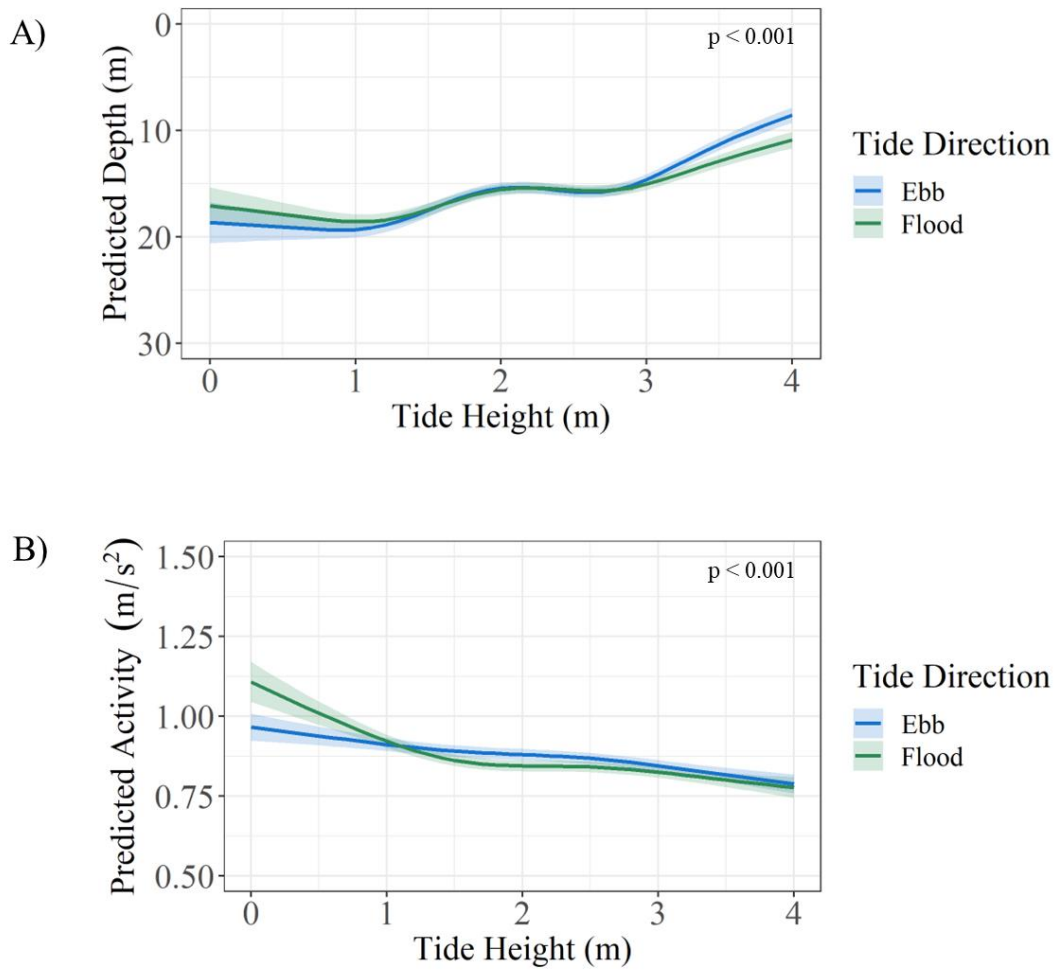 A)
p < 0.001
Predicted Depth (m)
0
10
20
30
0 1 2 3 4
Tide Height (m)
Tide Direction
Ebb
Flood
B)
p < 0.001
Predicted Activity (m/s²)
1.50
1.25
1.00
0.75
0.50
0 1 2 3 4
Tide Height (m)
Tide Direction
Ebb
Flood